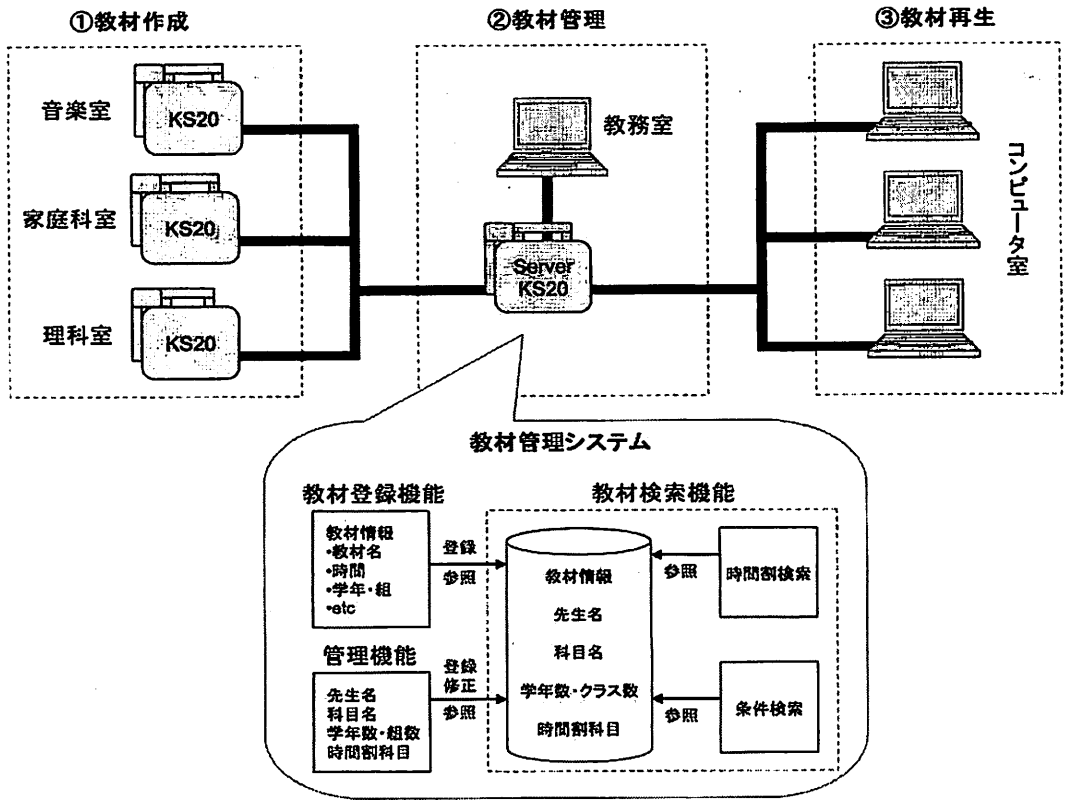 ①教材作成
②教材管理
③教材再生
音楽室
KS20
家庭科室
KS20
理科室
KS20
教務室
Server
KS20
コンピュータ室
教材管理システム
教材登録機能
教材情報
・教材名
・時間
・学年・組
・etc
登録
参照
管理機能
先生名
科目名
学年数・組数
時間割科目
登録
修正
参照
教材検索機能
教材情報
先生名
科目名
学年数・クラス数
時間割科目
参照
時間割検索
参照
条件検索